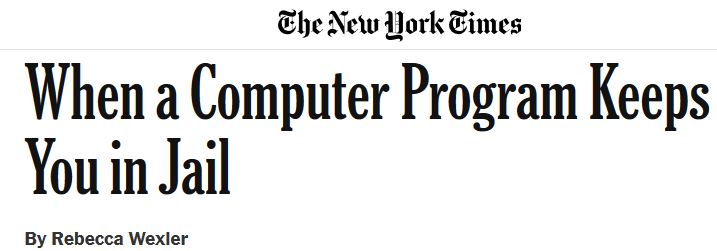 The New York Times
When a Computer Program Keeps
You in Jail
By Rebecca Wexler